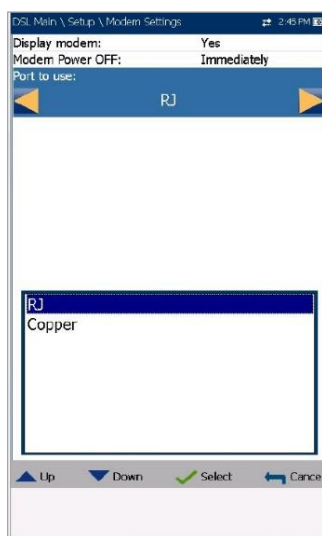 DSL Main \ Setup \ Modem Settings 2:45 PM
Display modem: Yes
Modem Power OFF: Immediately
Port to use:
RJ
RJ
Copper
Up Down Select Cance